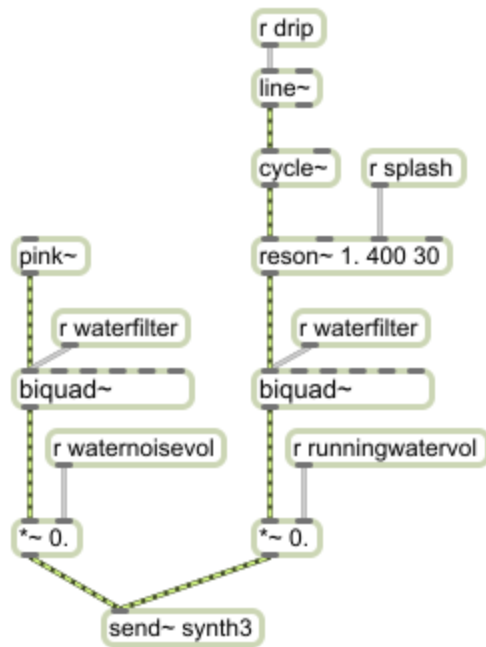 r drip
line~
cycle~
r splash
pink~
reson~ 1. 400 30
r waterfilter
r waterfilter
biquad~
biquad~
r waternoisevol
r runningwatervol
*~ 0.
*~ 0.
send~ synth3